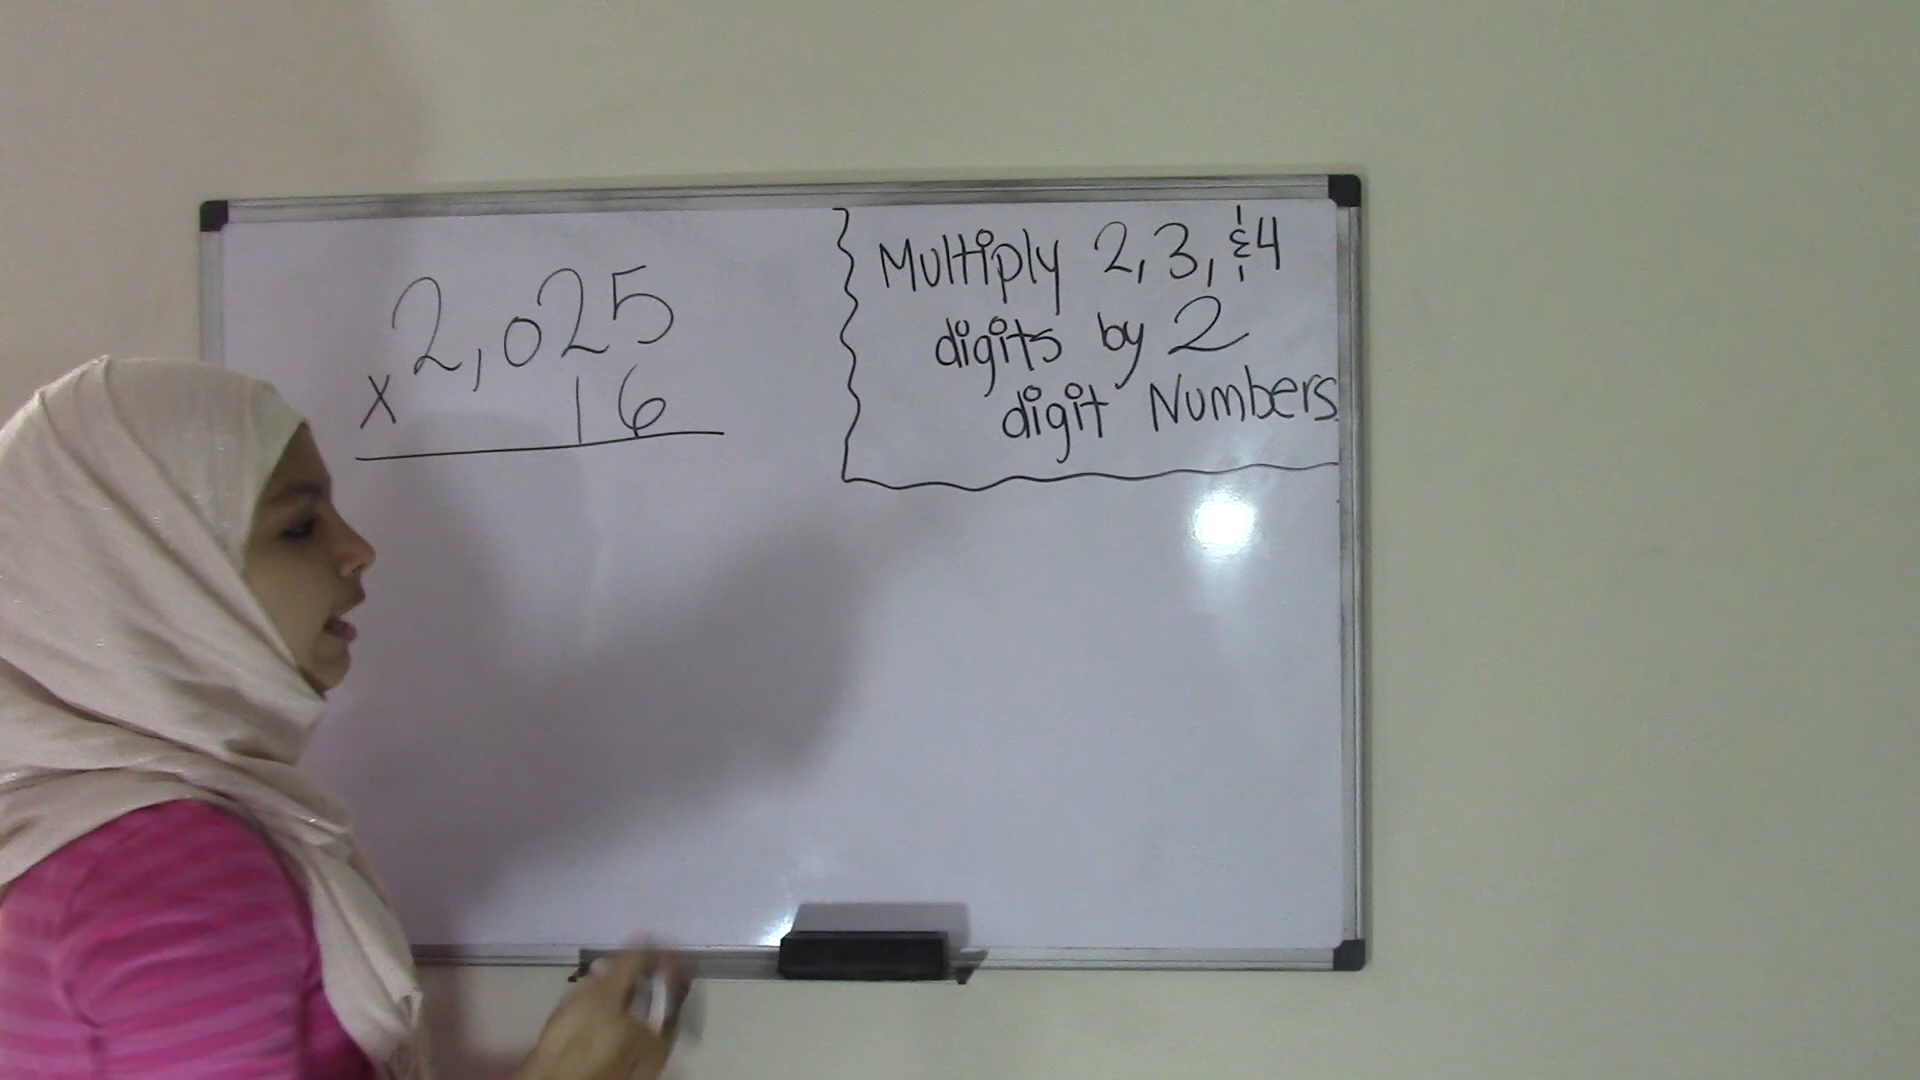 2,025
x 16
Multiply 2, 3, & 4
digits by 2
digit Numbers